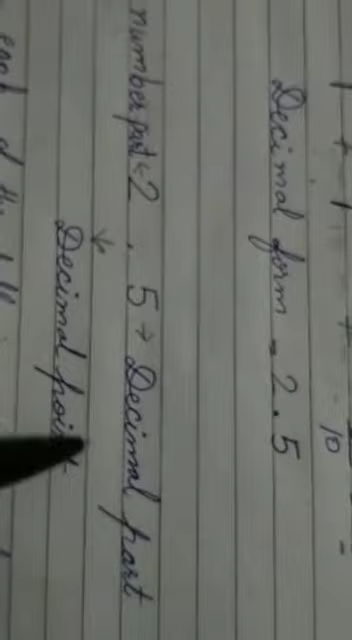 Decimal form - 2.5
number part ← 2 . 5 → Decimal part
↓
Decimal point